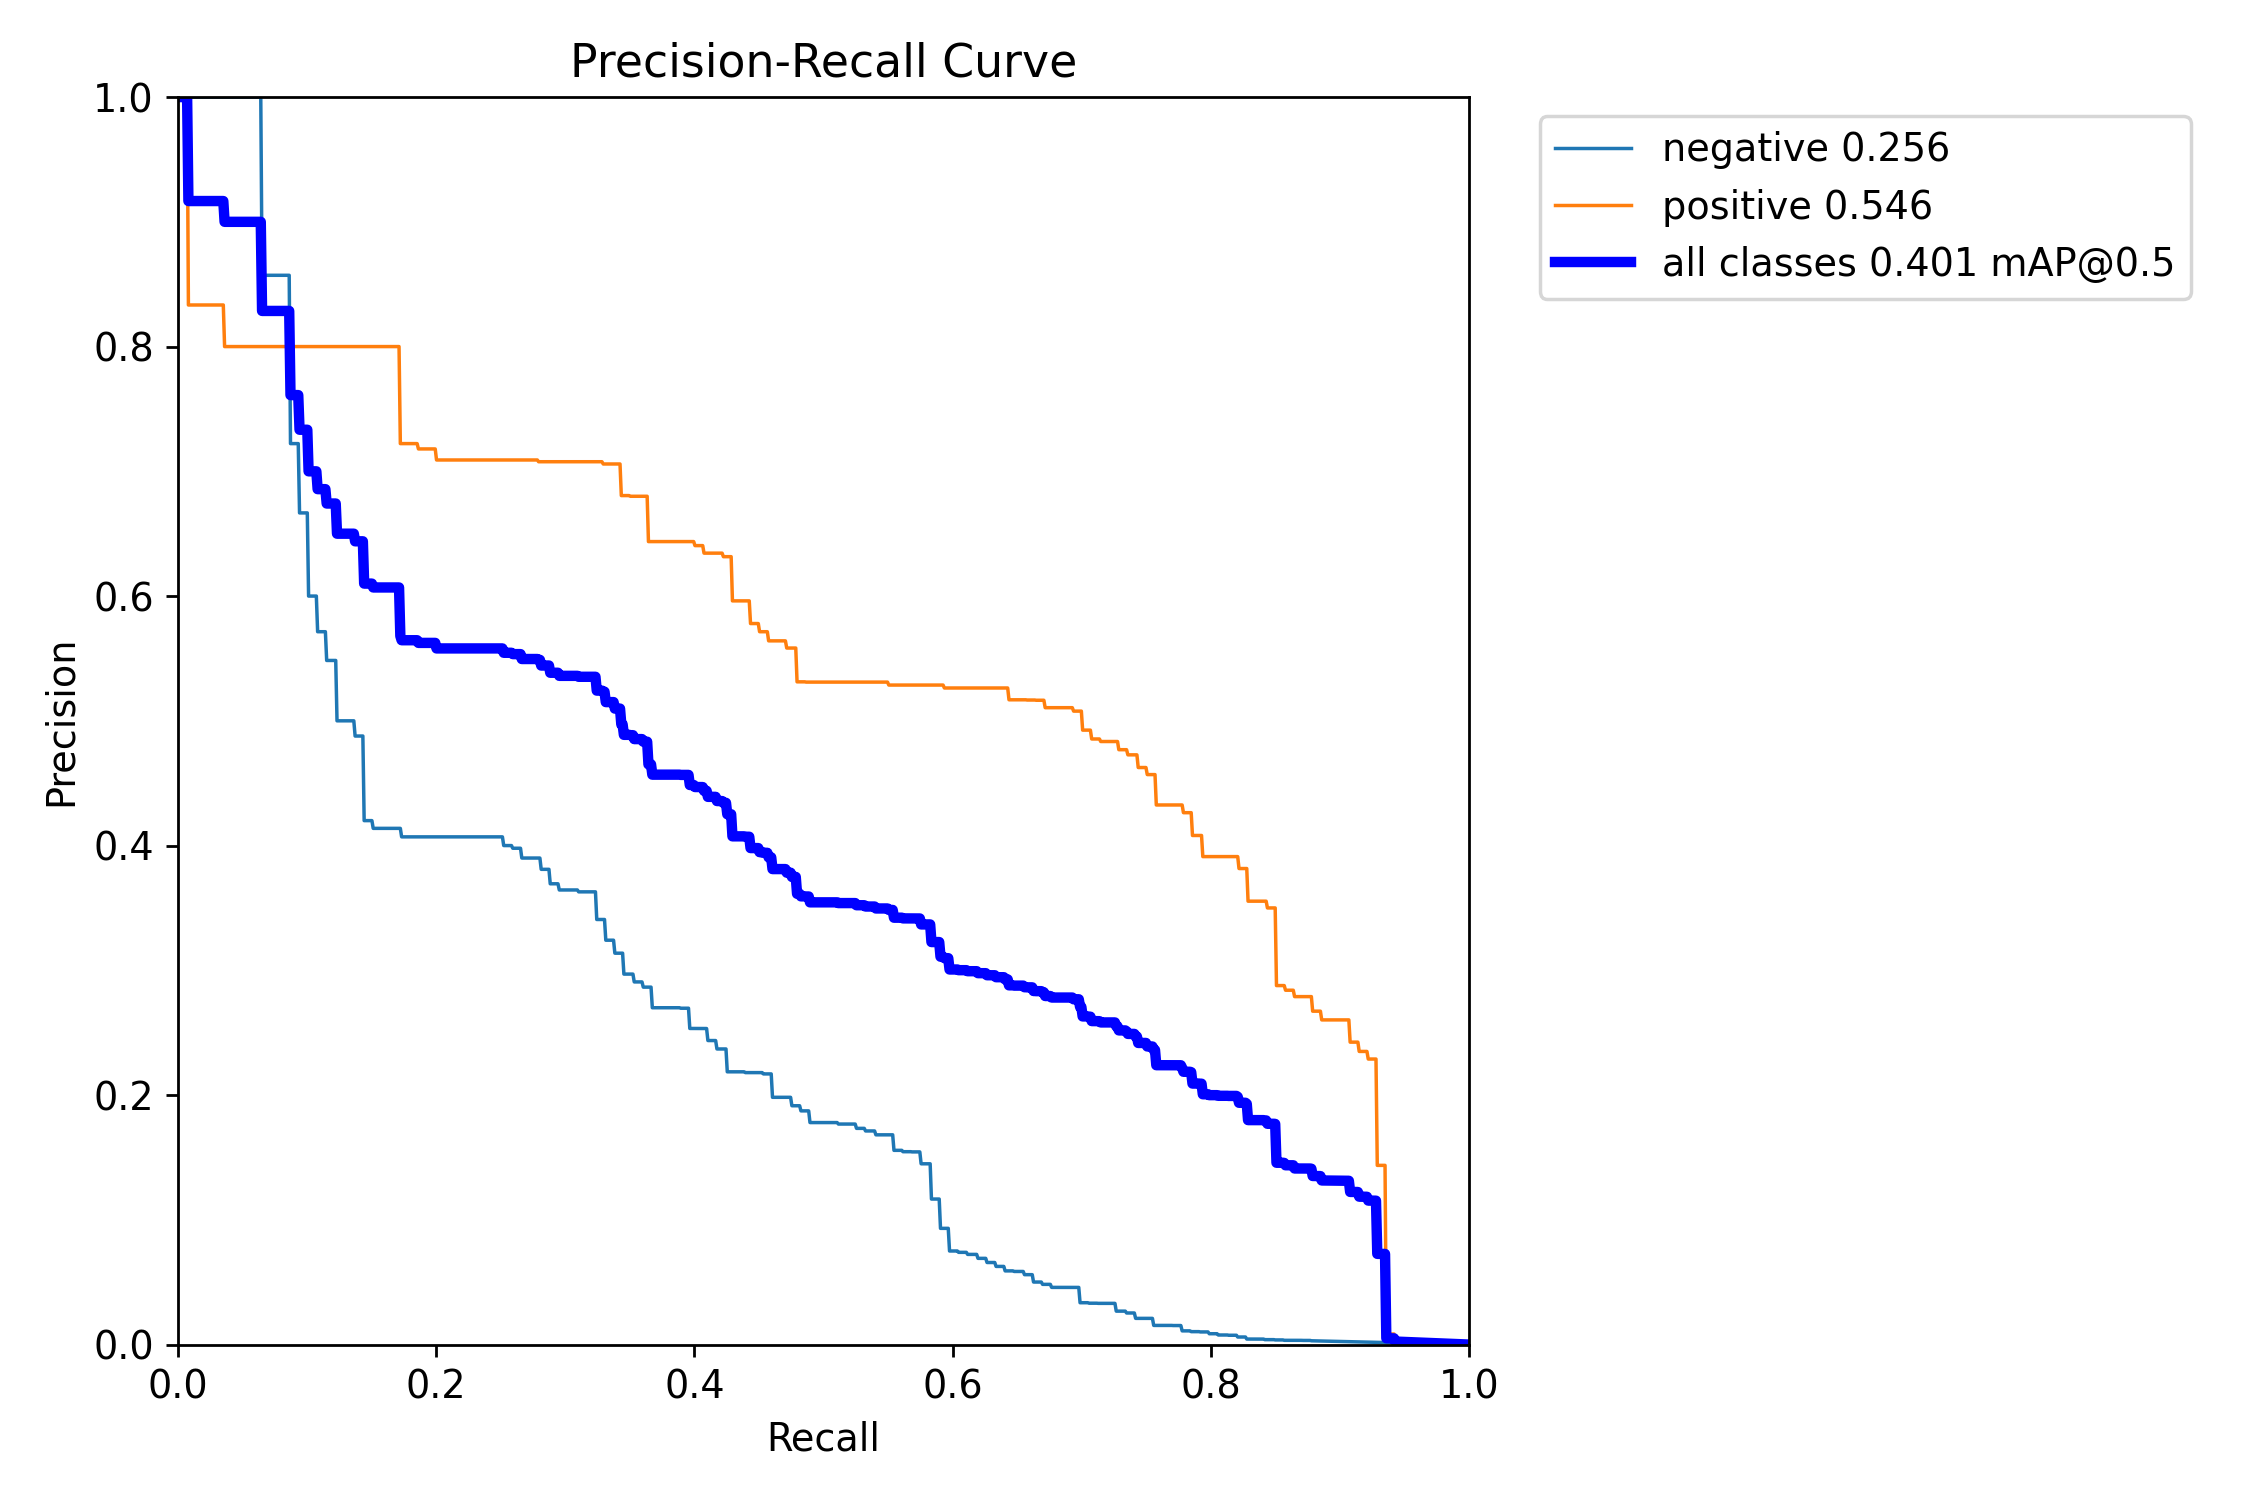 Precision-Recall Curve
negative 0.256
positive 0.546
all classes 0.401 mAP@0.5
1.0
0.8
0.6
0.4
0.2
0.0
Precision
0.0 0.2 0.4 0.6 0.8 1.0
Recall